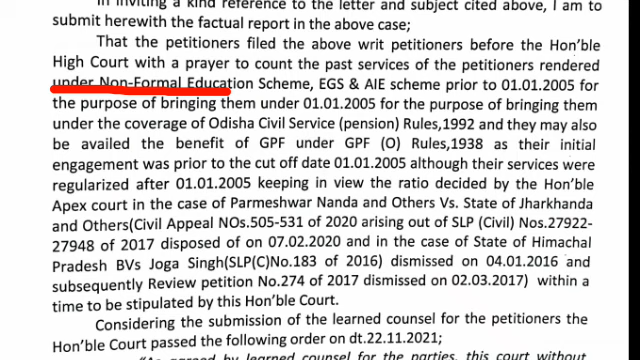 In inviting a kind reference to the letter and subject cited above, I am to
submit herewith the factual report in the above case;
That the petitioners filed the above writ petitioners before the Hon'ble
High Court with a prayer to count the past services of the petitioners rendered
under Non-Formal Education Scheme, EGS & AIE scheme prior to 01.01.2005 for
the purpose of bringing them under 01.01.2005 for the purpose of bringing them
under the coverage of Odisha Civil Service (pension) Rules,1992 and they may also
be availed the benefit of GPF under GPF (O) Rules,1938 as their initial
engagement was prior to the cut off date 01.01.2005 although their services were
regularized after 01.01.2005 keeping in view the ratio decided by the Hon'ble
Apex court in the case of Parmeshwar Nanda and Others Vs. State of Jharkhanda
and Others(Civil Appeal NOs.505-531 of 2020 arising out of SLP (Civil) Nos.27922-
27948 of 2017 disposed of on 07.02.2020 and in the case of State of Himachal
Pradesh BVs Joga Singh(SLP(C)No.183 of 2016) dismissed on 04.01.2016 and
subsequently Review petition No.274 of 2017 dismissed on 02.03.2017) within a
time to be stipulated by this Hon'ble Court.
Considering the submission of the learned counsel for the petitioners the
Hon'ble Court passed the following order on dt.22.11.2021;
"As agreed by learned counsel for the parties, this court without